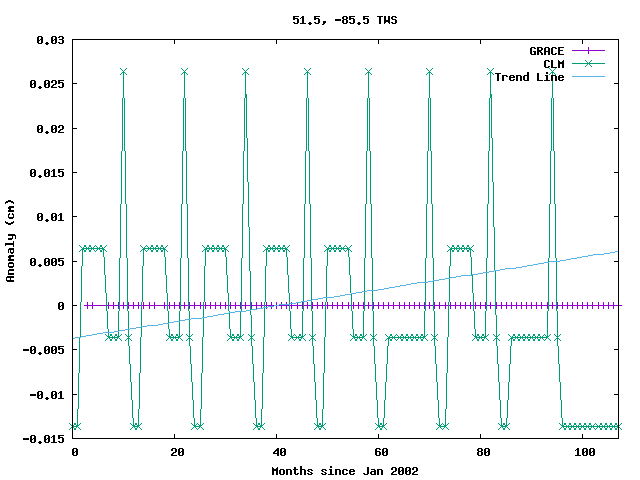 51.5, -85.5 TWS
0.03
0.025
0.02
0.015
0.01
0.005
0
-0.005
-0.01
-0.015
Anomaly (cm)
GRACE
CLM
Trend Line
0 20 40 60 80 100
Months since Jan 2002